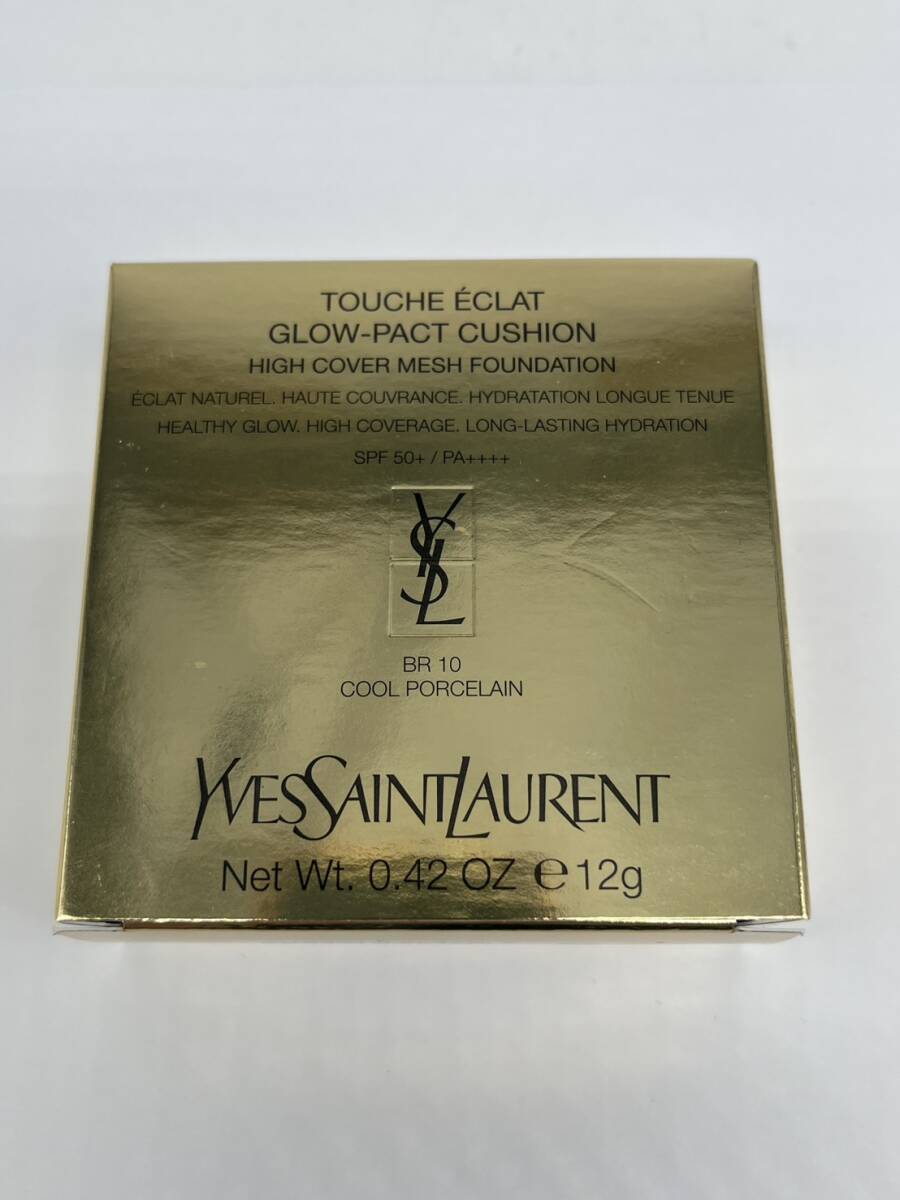 TOUCHE ÉCLAT
GLOW-PACT CUSHION
HIGH COVER MESH FOUNDATION
ÉCLAT NATUREL. HAUTE COUVRANCE. HYDRATATION LONGUE TENUE
HEALTHY GLOW. HIGH COVERAGE. LONG-LASTING HYDRATION
SPF 50+ / PA++++
YSL
BR 10
COOL PORCELAIN
YVESSAINTLAURENT
Net Wt. 0.42 OZ ℮12g